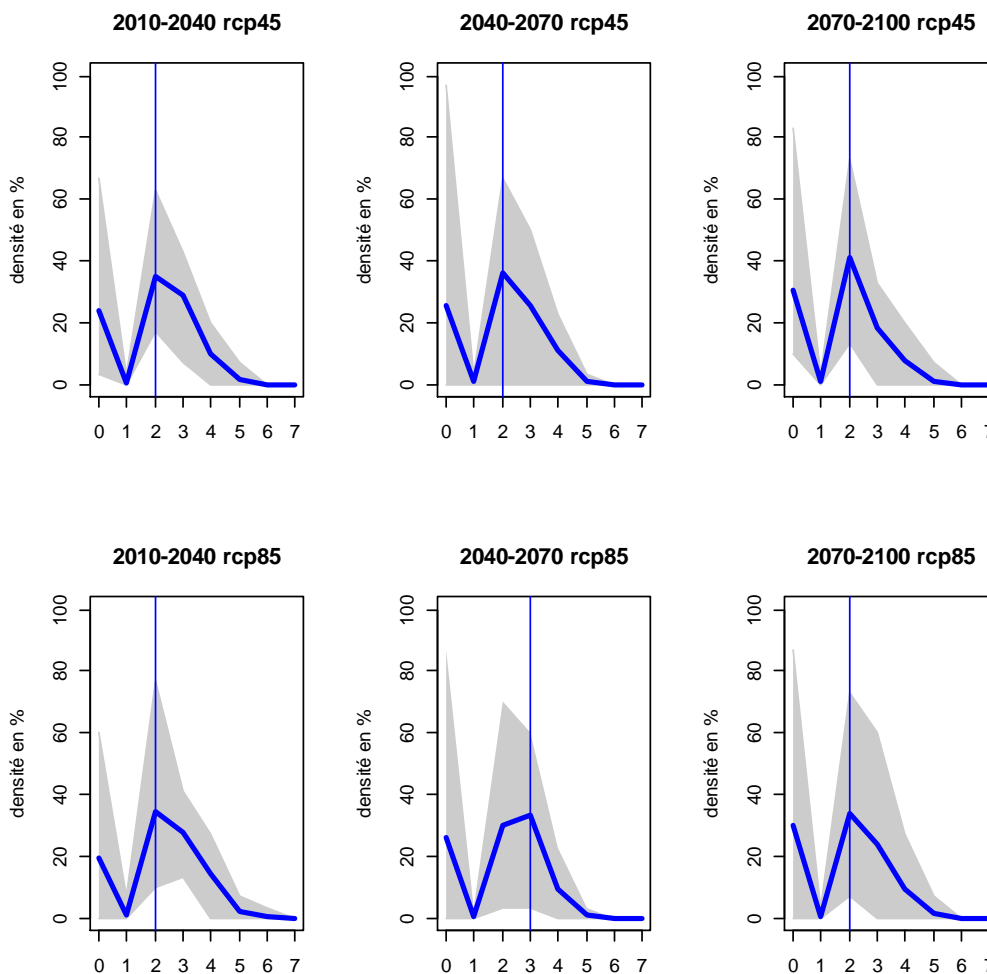 2010-2040 rcp45
densité en %
0 20 40 60 80 100
0 1 2 3 4 5 6 7
2040-2070 rcp45
densité en %
0 20 40 60 80 100
0 1 2 3 4 5 6 7
2070-2100 rcp45
densité en %
0 20 40 60 80 100
0 1 2 3 4 5 6 7
2010-2040 rcp85
densité en %
0 20 40 60 80 100
0 1 2 3 4 5 6 7
2040-2070 rcp85
densité en %
0 20 40 60 80 100
0 1 2 3 4 5 6 7
2070-2100 rcp85
densité en %
0 20 40 60 80 100
0 1 2 3 4 5 6 7